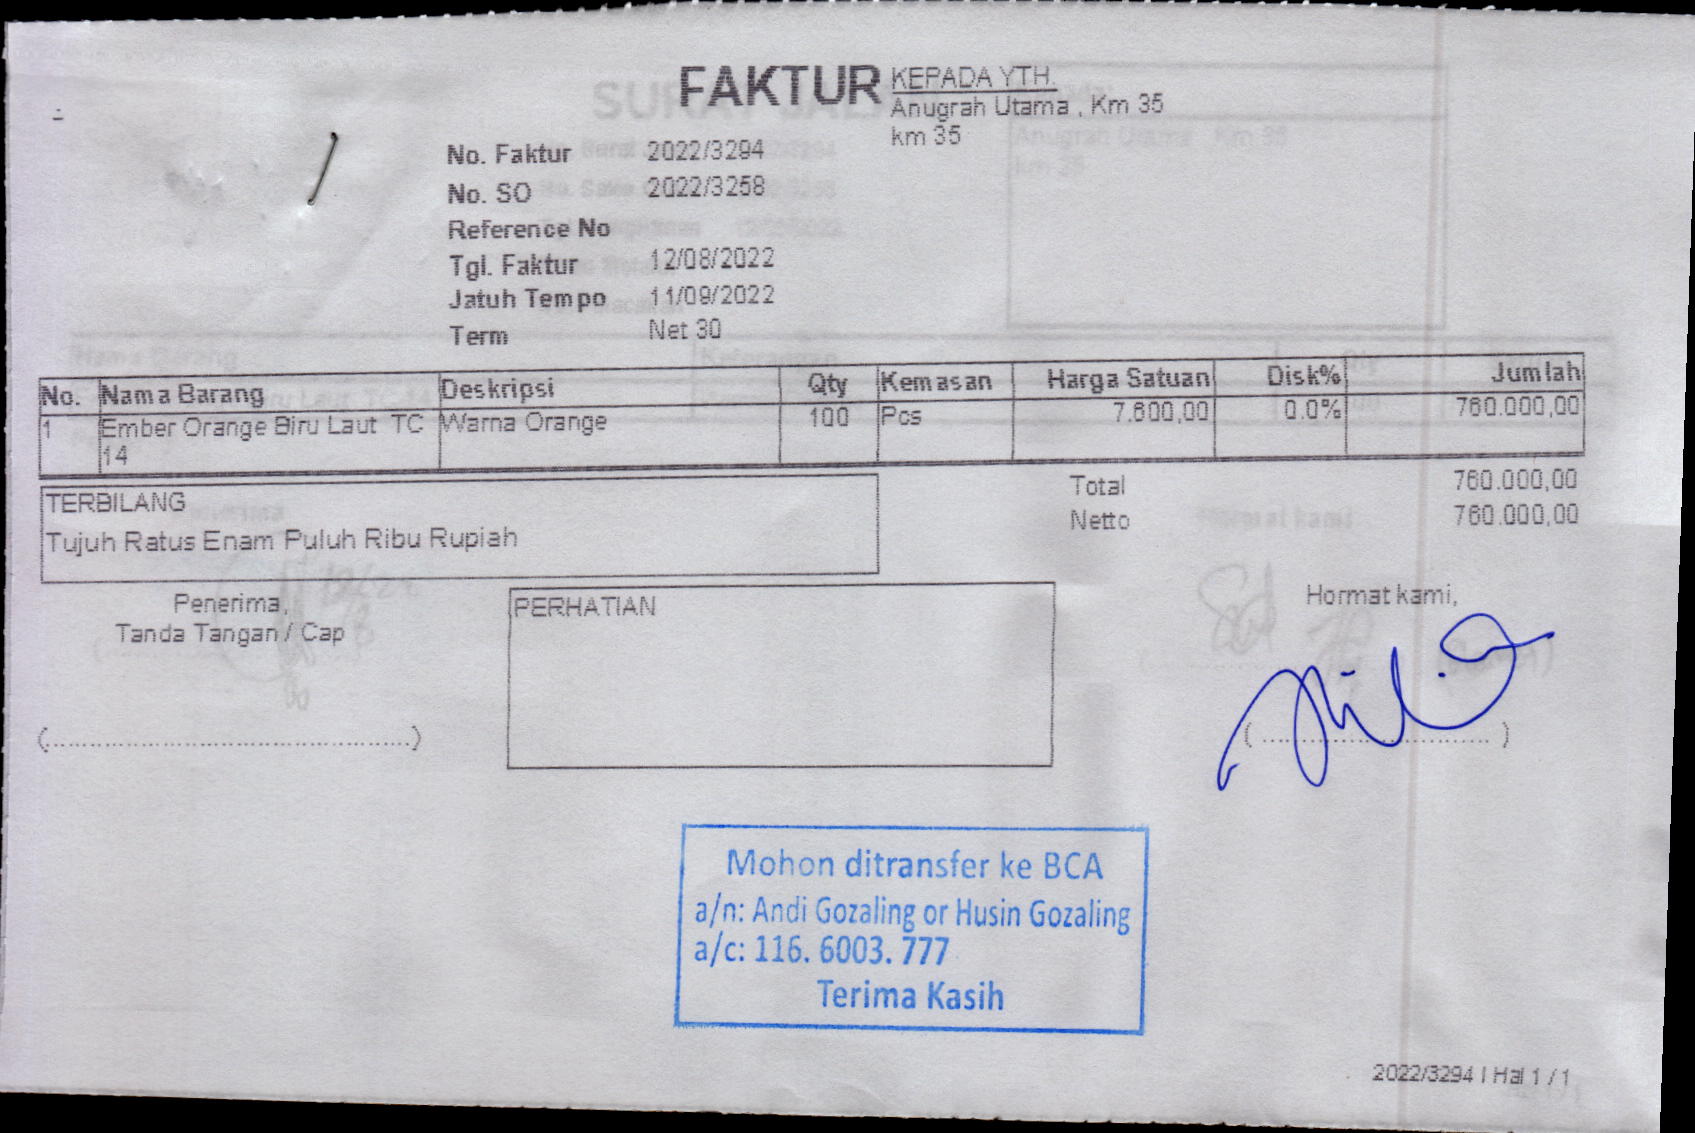 FAKTUR
KEPADA YTH.
Anugrah Utama , Km 35
km 35
No. Faktur 2022/3294
No. SO 2022/3258
Reference No
Tgl. Faktur 12/08/2022
Jatuh Tempo 11/09/2022
Term Net 30
No. Nama Barang Deskripsi Qty Kemasan Harga Satuan Disk% Jumlah
1 Ember Orange Biru Laut TC Warna Orange 100 Pcs 7.600,00 0.0% 760.000,00
14
Total 760.000,00
Netto 760.000,00
TERBILANG
Tujuh Ratus Enam Puluh Ribu Rupiah
Penerima,
Tanda Tangan / Cap
PERHATIAN
Hormat kami,
Mohon ditransfer ke BCA
a/n: Andi Gozaling or Husin Gozaling
a/c: 116. 6003. 777
Terima Kasih
2022/3294 | Hal 1 / 1